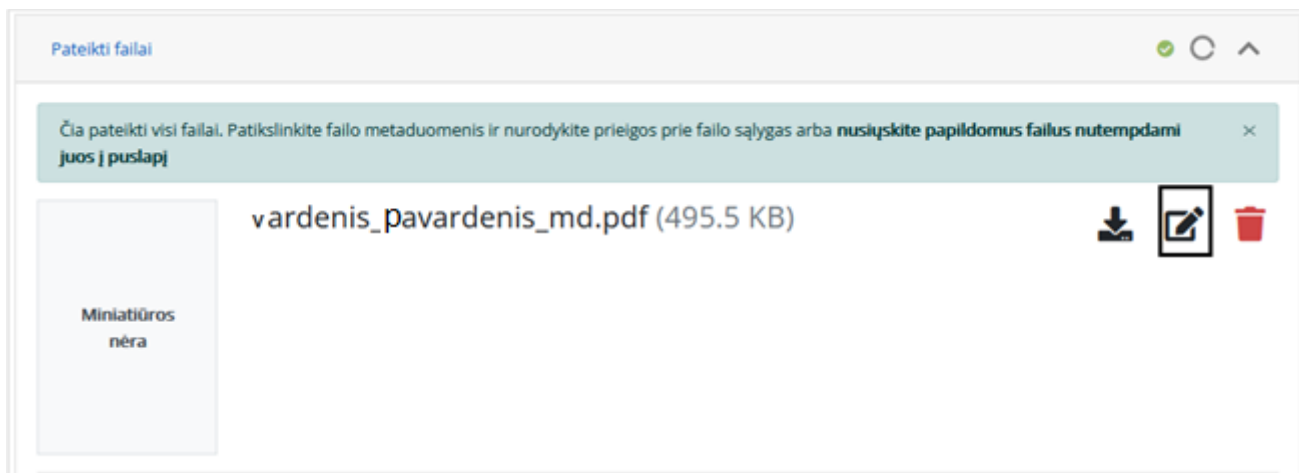 Pateikti failai
Čia pateikti visi failai. Patikslinkite failo metaduomenis ir nurodykite prieigos prie failo sąlygas arba nusiųskite papildomus failus nutempdami
juos į puslapį
vardenis_pavardenis_md.pdf (495.5 KB)
Miniatiūros
nėra